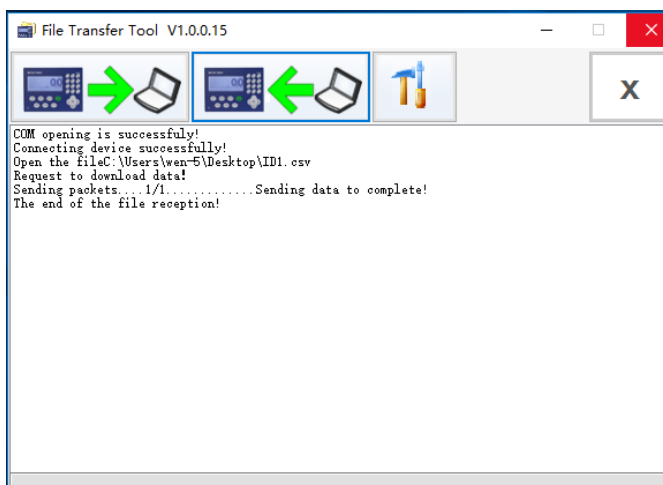 File Transfer Tool V1.0.0.15
X
COM opening is successfuly!
Connecting device successfully!
Open the fileC:\Users\wen-5\Desktop\ID1.csv
Request to download data!
Sending packets....1/1.............Sending data to complete!
The end of the file reception!